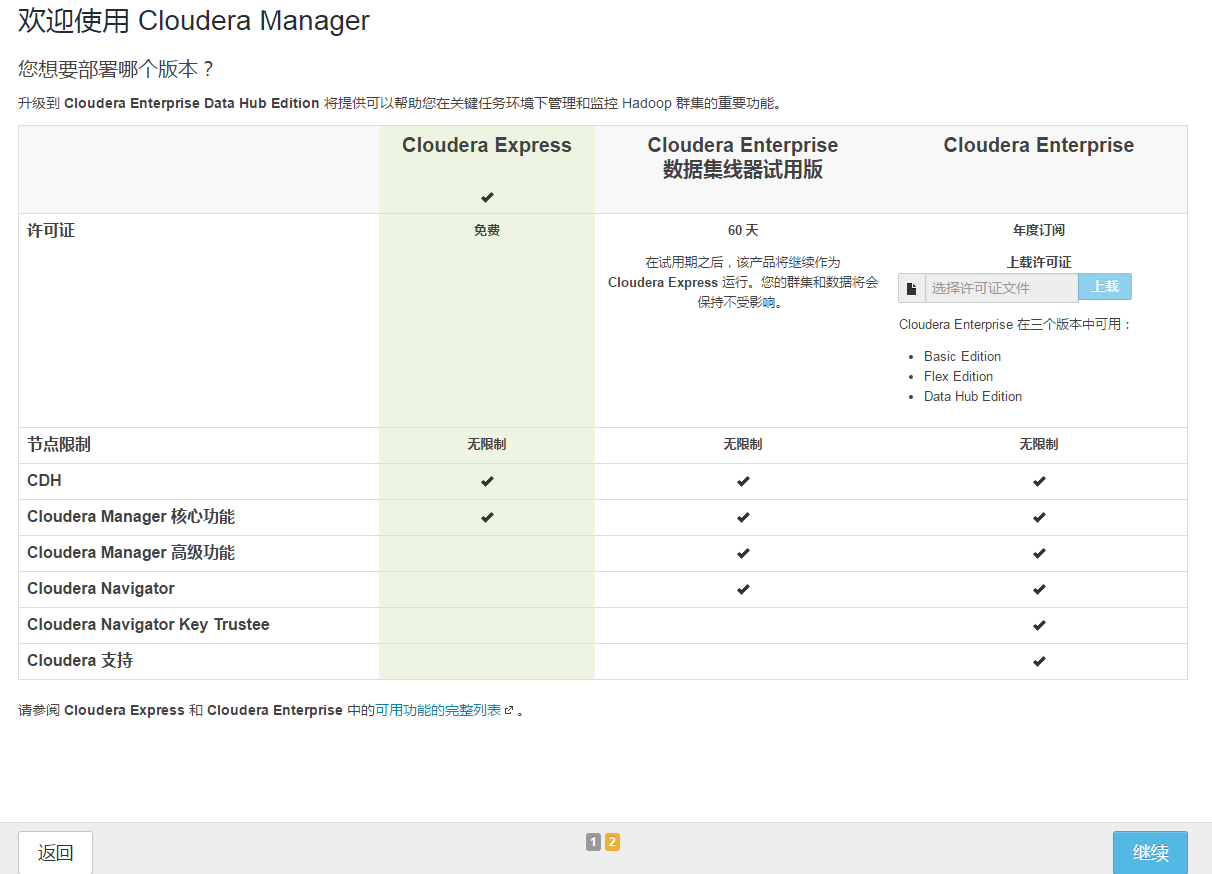 欢迎使用 Cloudera Manager
您想要部署哪个版本？
升级到 Cloudera Enterprise Data Hub Edition 将提供可以帮助您在关键任务环境下管理和监控 Hadoop 群集的重要功能。
Cloudera Express
Cloudera Enterprise
数据集线器试用版
Cloudera Enterprise
许可证
免费
60 天
在试用期之后，该产品将继续作为
Cloudera Express 运行。您的群集和数据将会
保持不受影响。
年度订阅
上载许可证
选择许可证文件
上载
Cloudera Enterprise 在三个版本中可用：
Basic Edition
Flex Edition
Data Hub Edition
节点限制
无限制
无限制
无限制
CDH
Cloudera Manager 核心功能
Cloudera Manager 高级功能
Cloudera Navigator
Cloudera Navigator Key Trustee
Cloudera 支持
请参阅 Cloudera Express 和 Cloudera Enterprise 中的可用功能的完整列表 。
返回
1 2
继续